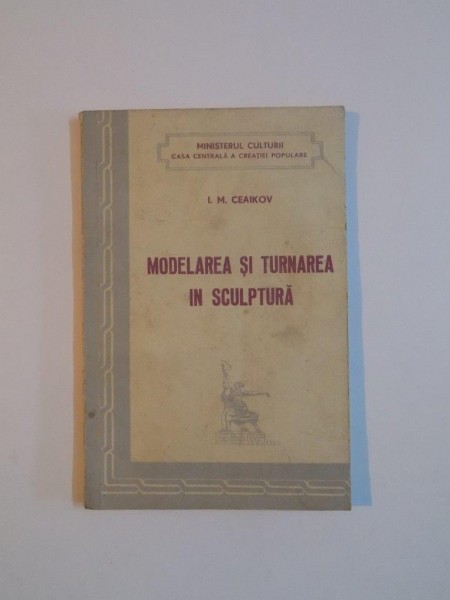 MINISTERUL CULTURII
CASA CENTRALĂ A CREAȚIEI POPULARE
I. M. CEAIKOV
MODELAREA ȘI TURNAREA
IN SCULPTURĂ